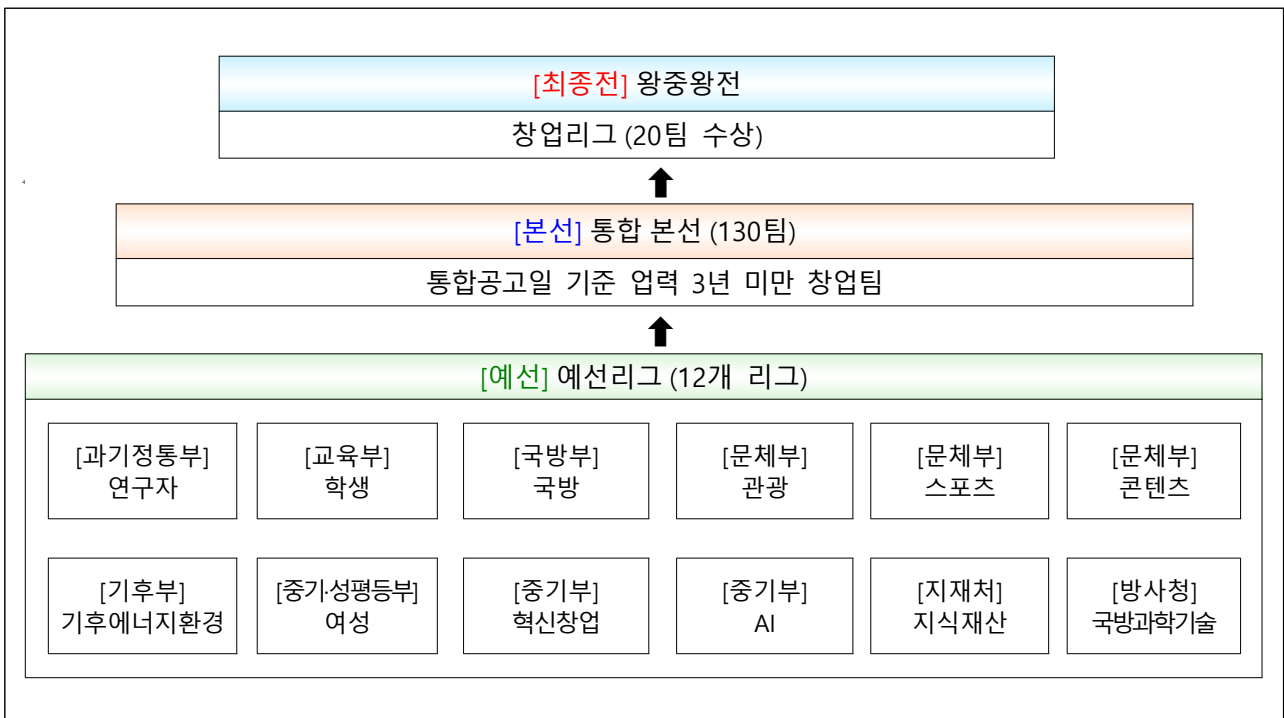 [최종전] 왕중왕전
창업리그 (20팀 수상)
[본선] 통합 본선 (130팀)
통합공고일 기준 업력 3년 미만 창업팀
[예선] 예선리그 (12개 리그)
[과기정통부]
연구자
[교육부]
학생
[국방부]
국방
[문체부]
관광
[문체부]
스포츠
[문체부]
콘텐츠
[기후부]
기후에너지환경
[중기·성평등부]
여성
[중기부]
혁신창업
[중기부]
AI
[지재처]
지식재산
[방사청]
국방과학기술